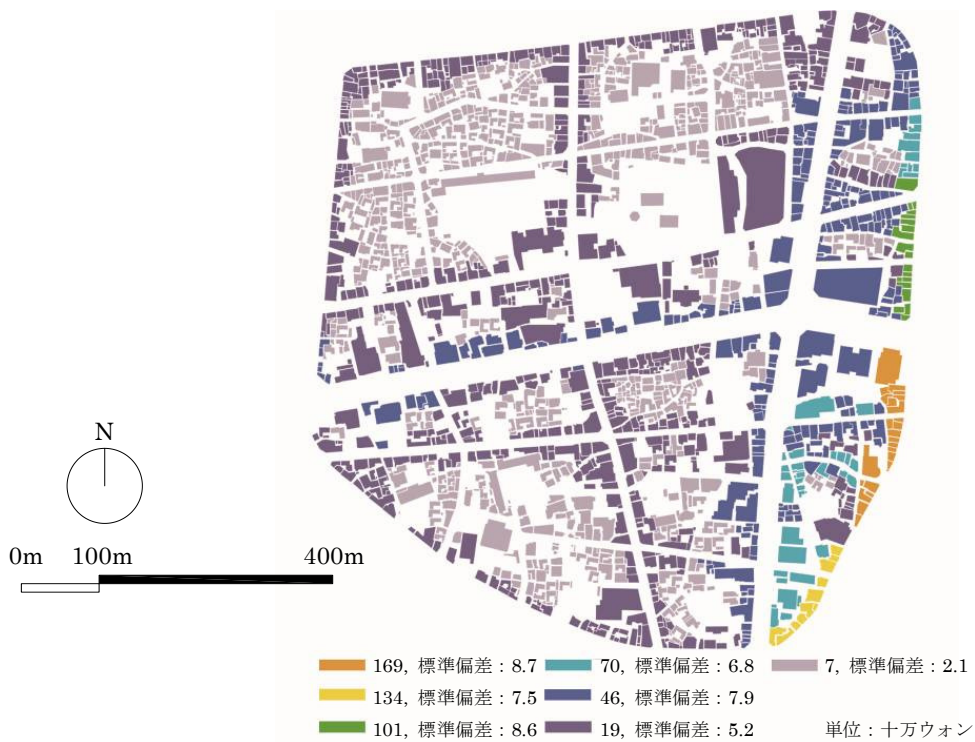 N
0m 100m 400m
169, 標準偏差：8.7 70, 標準偏差：6.8 7, 標準偏差：2.1
134, 標準偏差：7.5 46, 標準偏差：7.9
101, 標準偏差：8.6 19, 標準偏差：5.2 単位：十万ウォン